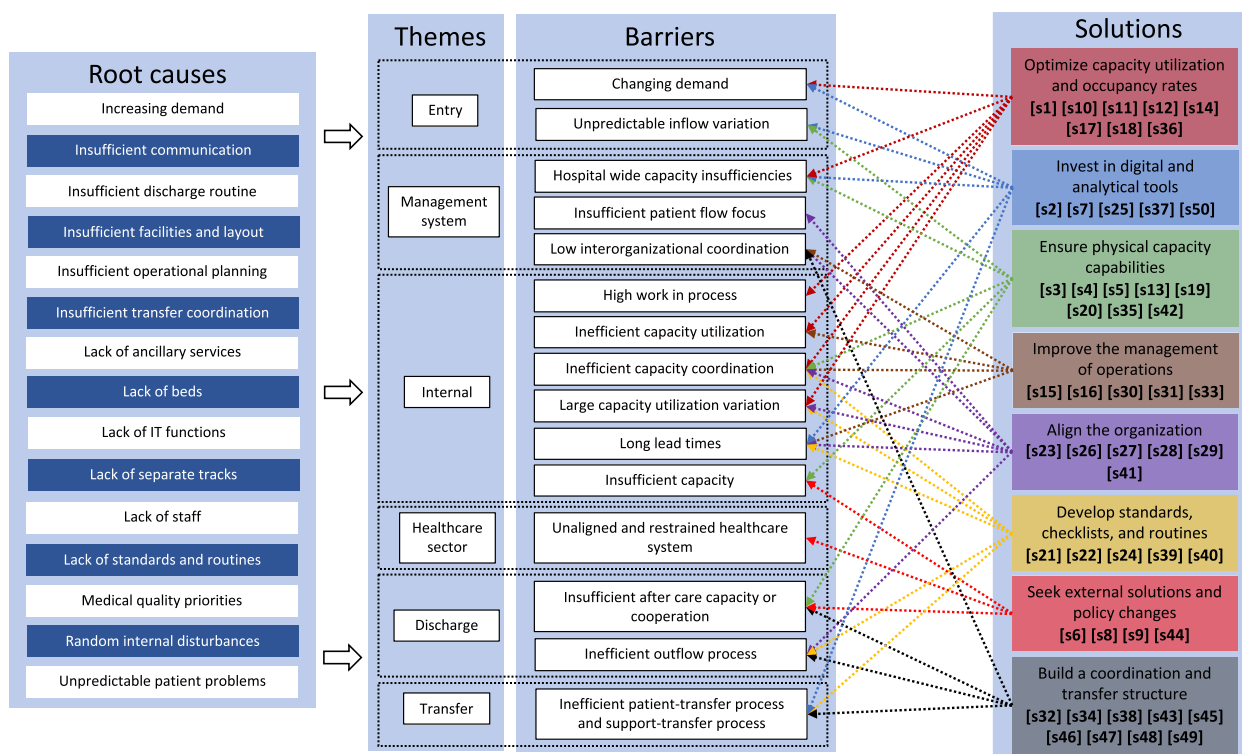 Root causes
Increasing demand
Insufficient communication
Insufficient discharge routine
Insufficient facilities and layout
Insufficient operational planning
Insufficient transfer coordination
Lack of ancillary services
Lack of beds
Lack of IT functions
Lack of separate tracks
Lack of staff
Lack of standards and routines
Medical quality priorities
Random internal disturbances
Unpredictable patient problems
Themes
Entry
Management
system
Internal
Healthcare
sector
Discharge
Transfer
Barriers
Changing demand
Unpredictable inflow variation
Hospital wide capacity insufficiencies
Insufficient patient flow focus
Low interorganizational coordination
High work in process
Inefficient capacity utilization
Inefficient capacity coordination
Large capacity utilization variation
Long lead times
Insufficient capacity
Unaligned and restrained healthcare
system
Insufficient after care capacity or
cooperation
Inefficient outflow process
Inefficient patient-transfer process
and support-transfer process
Solutions
Optimize capacity utilization
and occupancy rates
[s1] [s10] [s11] [s12] [s14]
[s17] [s18] [s36]
Invest in digital and
analytical tools
[s2] [s7] [s25] [s37] [s50]
Ensure physical capacity
capabilities
[s3] [s4] [s5] [s13] [s19]
[s20] [s35] [s42]
Improve the management
of operations
[s15] [s16] [s30] [s31] [s33]
Align the organization
[s23] [s26] [s27] [s28] [s29]
[s41]
Develop standards,
checklists, and routines
[s21] [s22] [s24] [s39] [s40]
Seek external solutions and
policy changes
[s6] [s8] [s9] [s44]
Build a coordination and
transfer structure
[s32] [s34] [s38] [s43] [s45]
[s46] [s47] [s48] [s49]